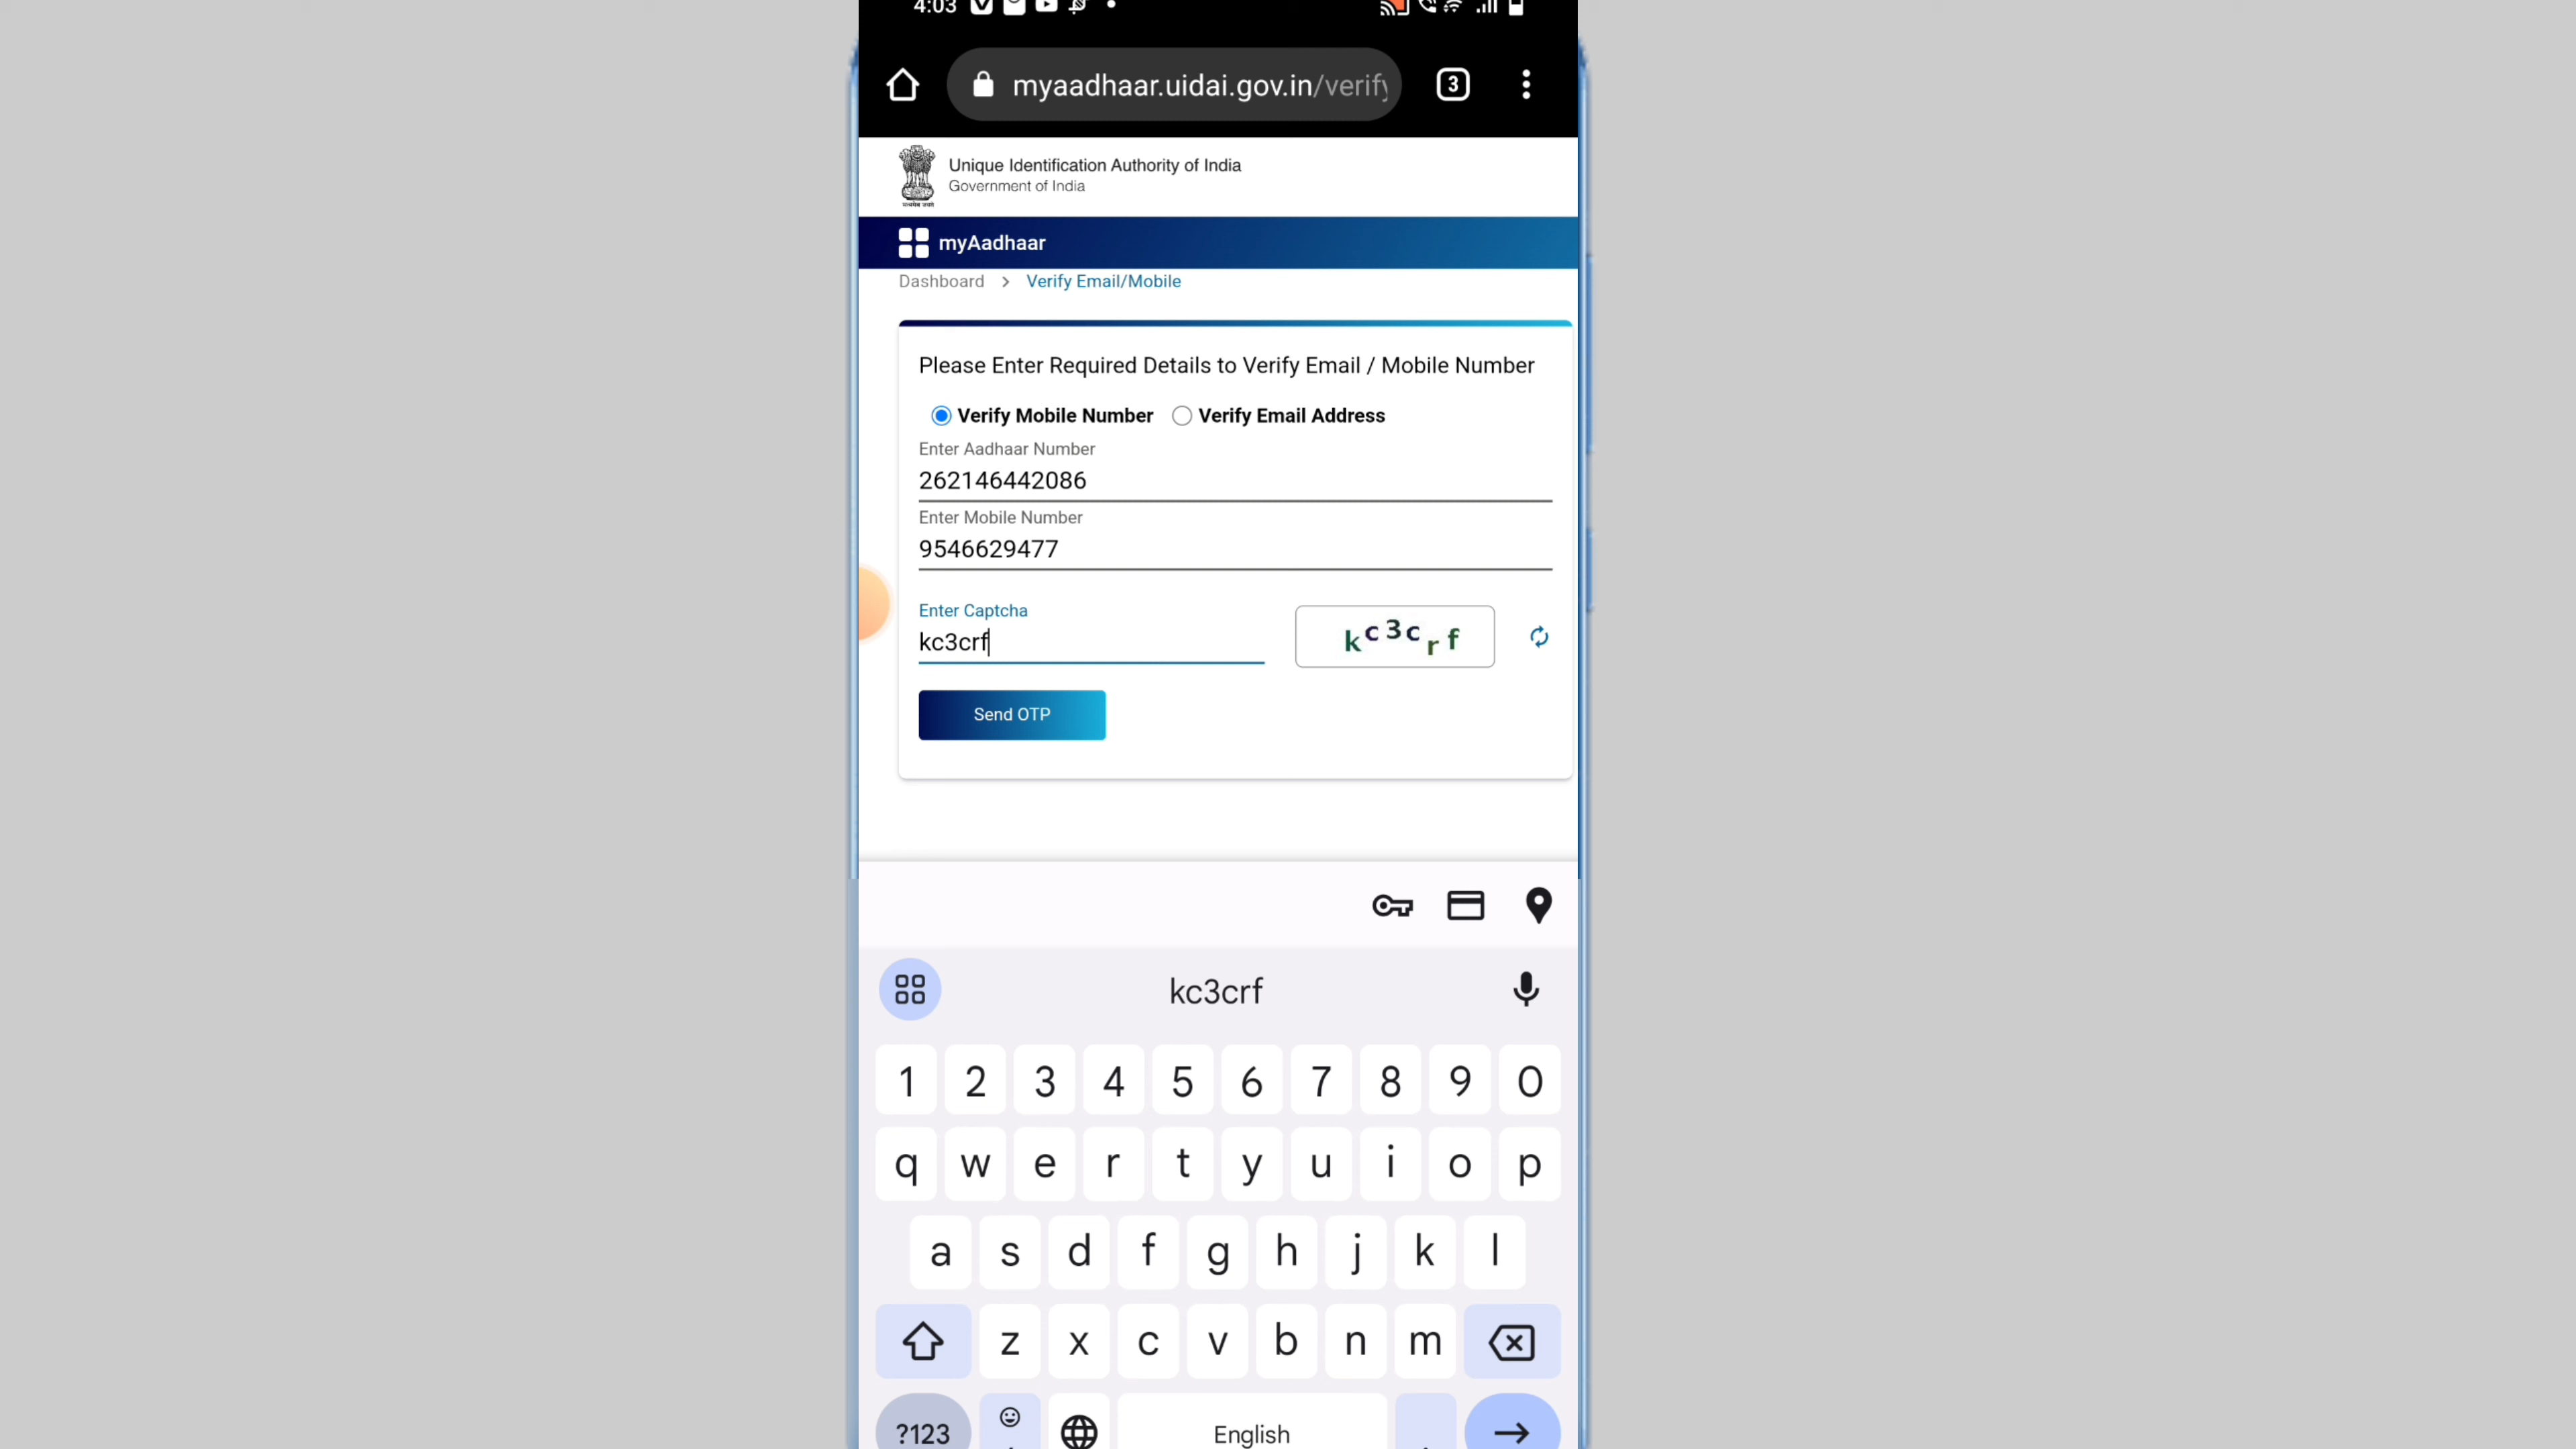 4:03
myaadhaar.uidai.gov.in/verify
3
Unique Identification Authority of India
Government of India
सत्यमेव जयते
myAadhaar
Dashboard > Verify Email/Mobile
Please Enter Required Details to Verify Email / Mobile Number
Verify Mobile Number Verify Email Address
Enter Aadhaar Number
262146442086
Enter Mobile Number
9546629477
Enter Captcha
kc3crf
kc3crf
Send OTP
kc3crf
1 2 3 4 5 6 7 8 9 0
q w e r t y u i o p
a s d f g h j k l
z x c v b n m
?123 English